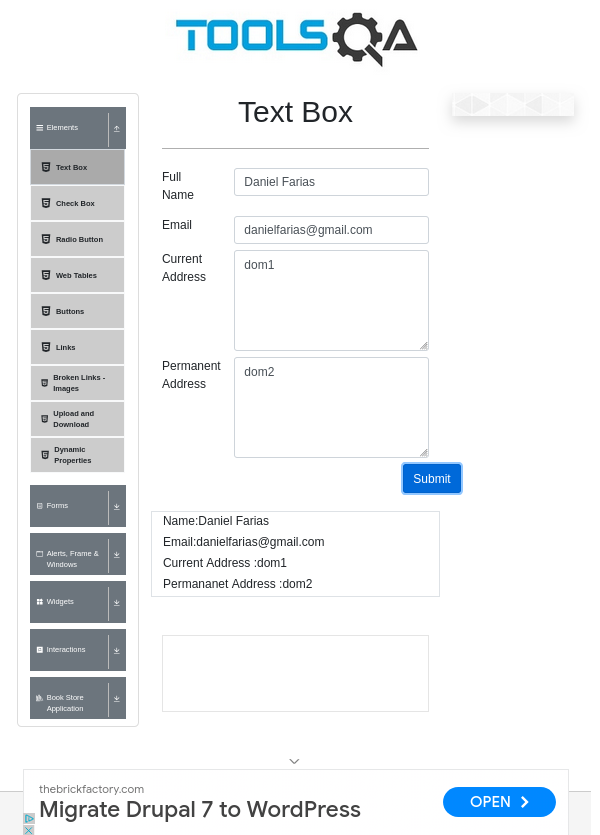 TOOLSQA
Text Box
Elements
Text Box
Check Box
Radio Button
Web Tables
Buttons
Links
Broken Links -
Images
Upload and
Download
Dynamic
Properties
Forms
Alerts, Frame &
Windows
Widgets
Interactions
Book Store
Application
Full
Name
Daniel Farias
Email
danielfarias@gmail.com
Current
Address
dom1
Permanent
Address
dom2
Submit
Name:Daniel Farias
Email:danielfarias@gmail.com
Current Address :dom1
Permananet Address :dom2
thebrickfactory.com
Migrate Drupal 7 to WordPress
OPEN